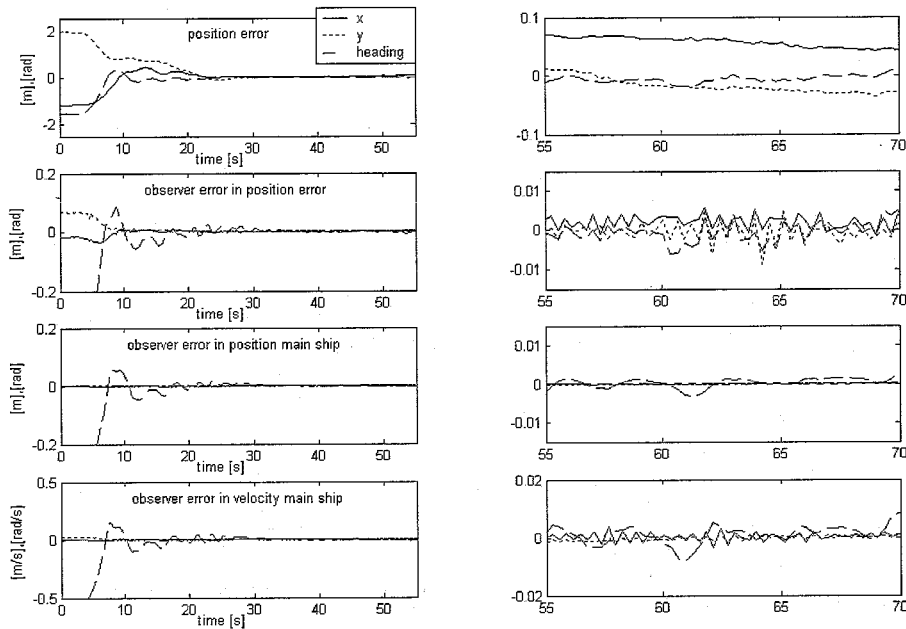 2
0
-2
[m],[rad]
position error
x
y
heading
0 10 20 30 40 50
time [s]
0.1
0
-0.1
55 60 65 70
0.2
0
-0.2
[m],[rad]
observer error in position error
0 10 20 30 40 50
time [s]
0.01
0
-0.01
55 60 65 70
0.2
0
-0.2
[m],[rad]
observer error in position main ship
0 10 20 30 40 50
time [s]
0.01
0
-0.01
55 60 65 70
0.5
0
-0.5
[m/s],[rad/s]
observer error in velocity main ship
0 10 20 30 40 50
time [s]
0.02
0
-0.02
55 60 65 70